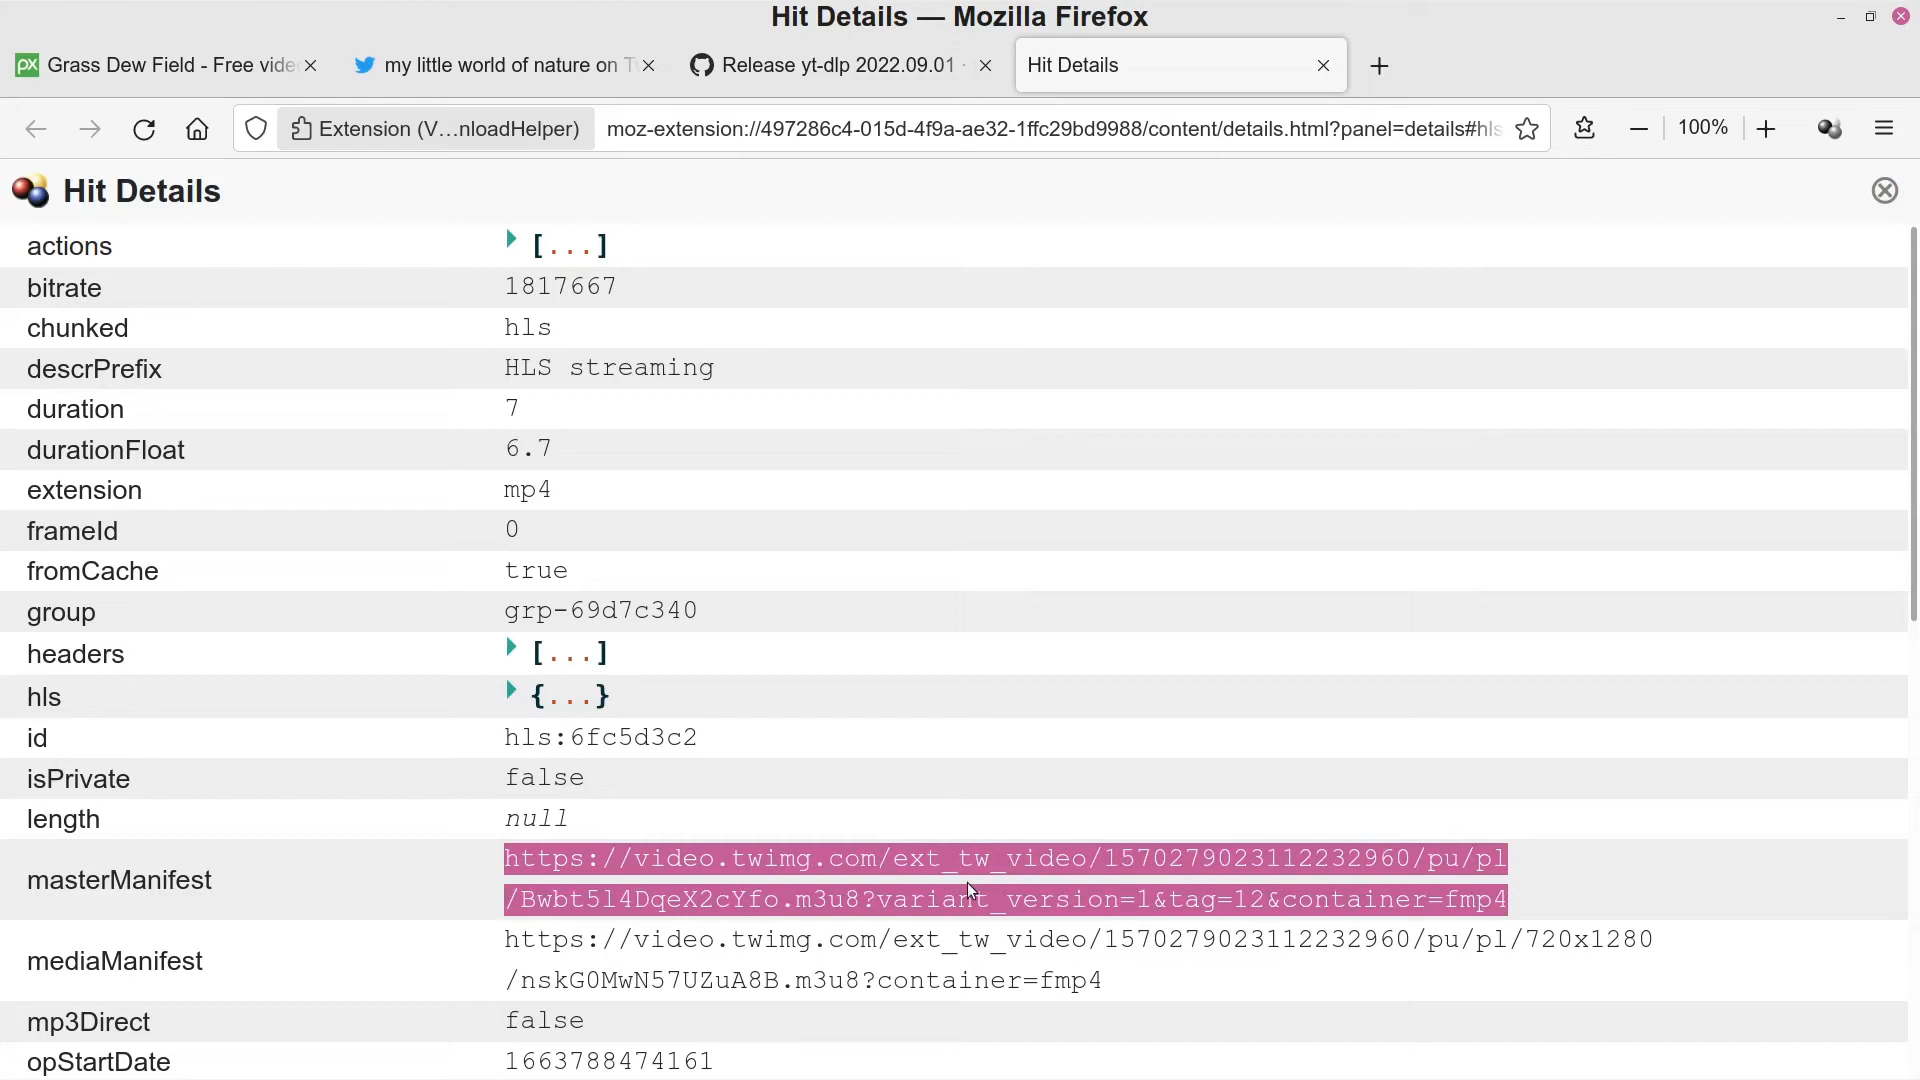 Hit Details — Mozilla Firefox
Grass Dew Field - Free vide
my little world of nature on T
Release yt-dlp 2022.09.01 ·
Hit Details
Extension (V…nloadHelper)
moz-extension://497286c4-015d-4f9a-ae32-1ffc29bd9988/content/details.html?panel=details#hls
100%
Hit Details
actions [...]
bitrate 1817667
chunked hls
descrPrefix HLS streaming
duration 7
durationFloat 6.7
extension mp4
frameId 0
fromCache true
group grp-69d7c340
headers [...]
hls {...}
id hls:6fc5d3c2
isPrivate false
length null
masterManifest https://video.twimg.com/ext_tw_video/1570279023112232960/pu/pl
/Bwbt5l4DqeX2cYfo.m3u8?variant_version=1&tag=12&container=fmp4
mediaManifest https://video.twimg.com/ext_tw_video/1570279023112232960/pu/pl/720x1280
/nskG0MwN57UZuA8B.m3u8?container=fmp4
mp3Direct false
opStartDate 1663788474161